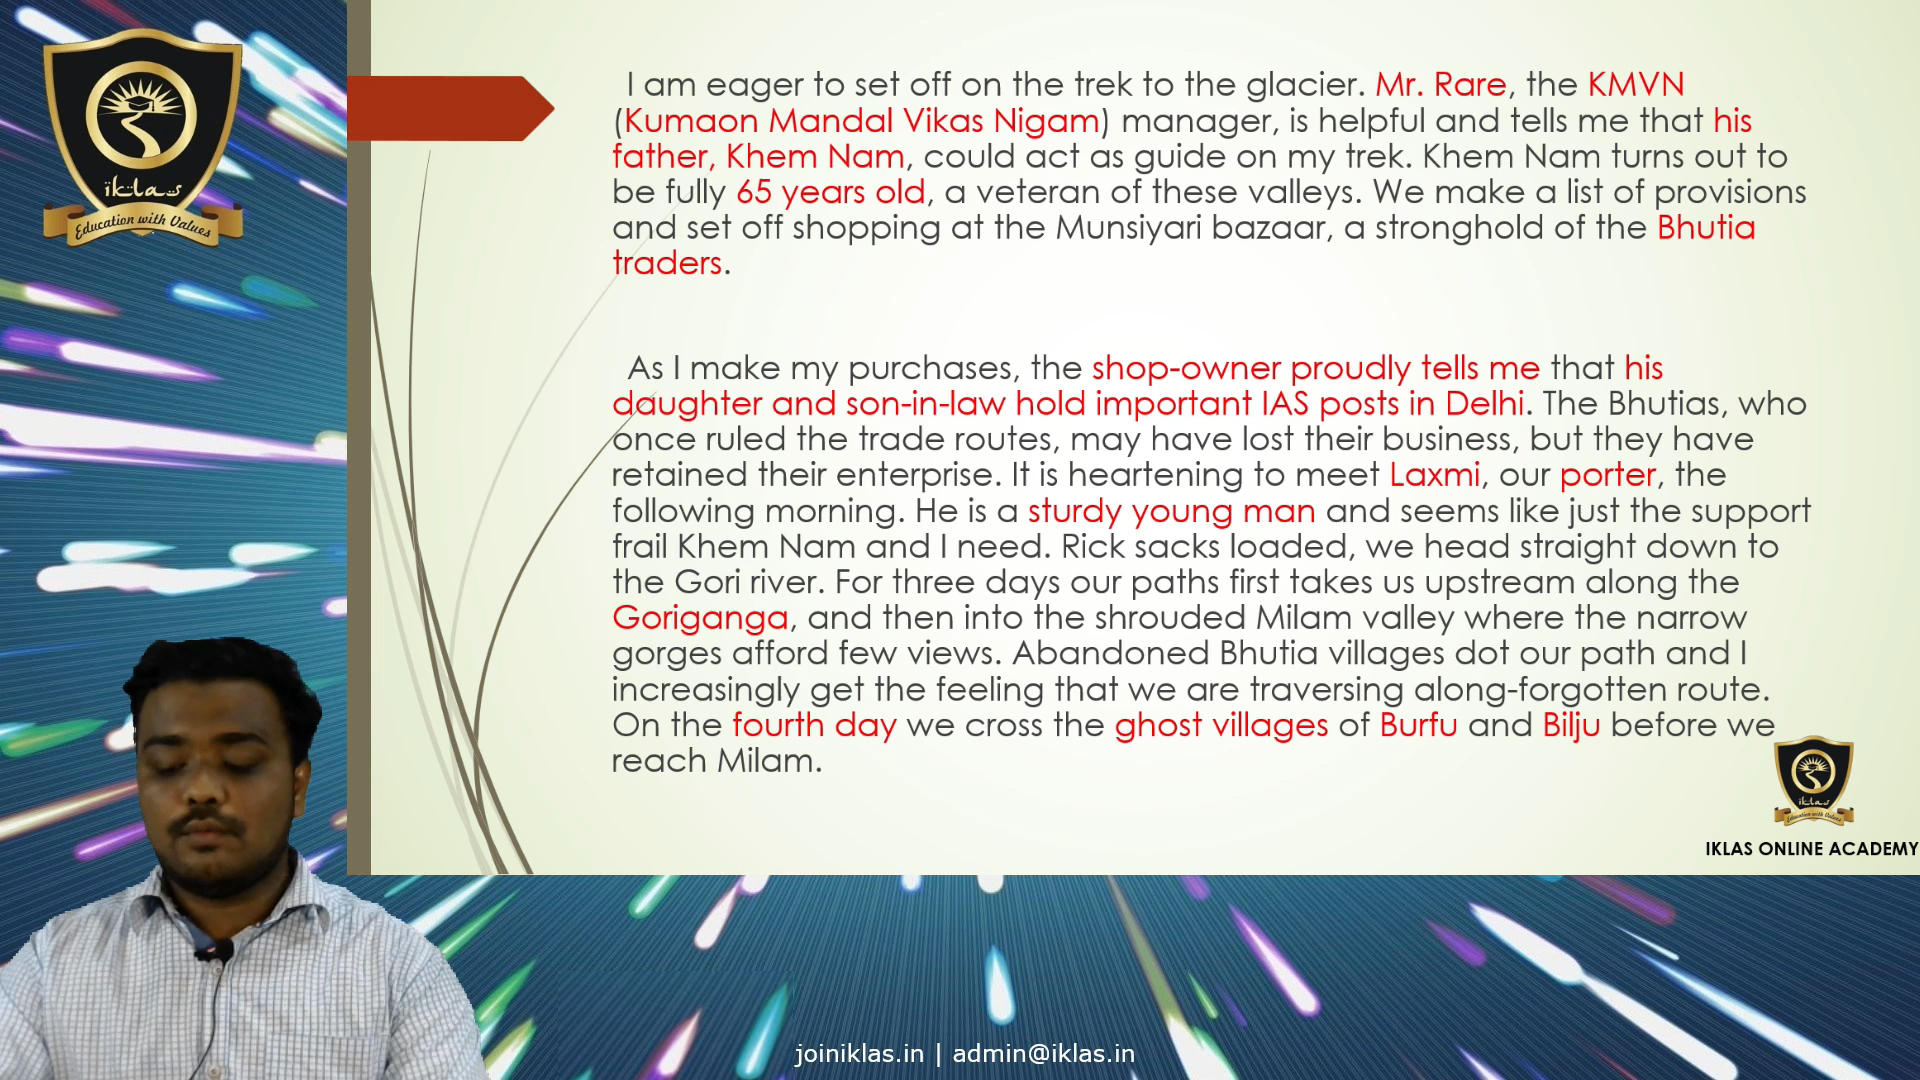 iklas
Education with Values
I am eager to set off on the trek to the glacier. Mr. Rare, the KMVN
(Kumaon Mandal Vikas Nigam) manager, is helpful and tells me that his
father, Khem Nam, could act as guide on my trek. Khem Nam turns out to
be fully 65 years old, a veteran of these valleys. We make a list of provisions
and set off shopping at the Munsiyari bazaar, a stronghold of the Bhutia
traders.
As I make my purchases, the shop-owner proudly tells me that his
daughter and son-in-law hold important IAS posts in Delhi. The Bhutias, who
once ruled the trade routes, may have lost their business, but they have
retained their enterprise. It is heartening to meet Laxmi, our porter, the
following morning. He is a sturdy young man and seems like just the support
frail Khem Nam and I need. Rick sacks loaded, we head straight down to
the Gori river. For three days our paths first takes us upstream along the
Goriganga, and then into the shrouded Milam valley where the narrow
gorges afford few views. Abandoned Bhutia villages dot our path and I
increasingly get the feeling that we are traversing along-forgotten route.
On the fourth day we cross the ghost villages of Burfu and Bilju before we
reach Milam.
iklas
Education with Values
IKLAS ONLINE ACADEMY
joiniklas.in | admin@iklas.in